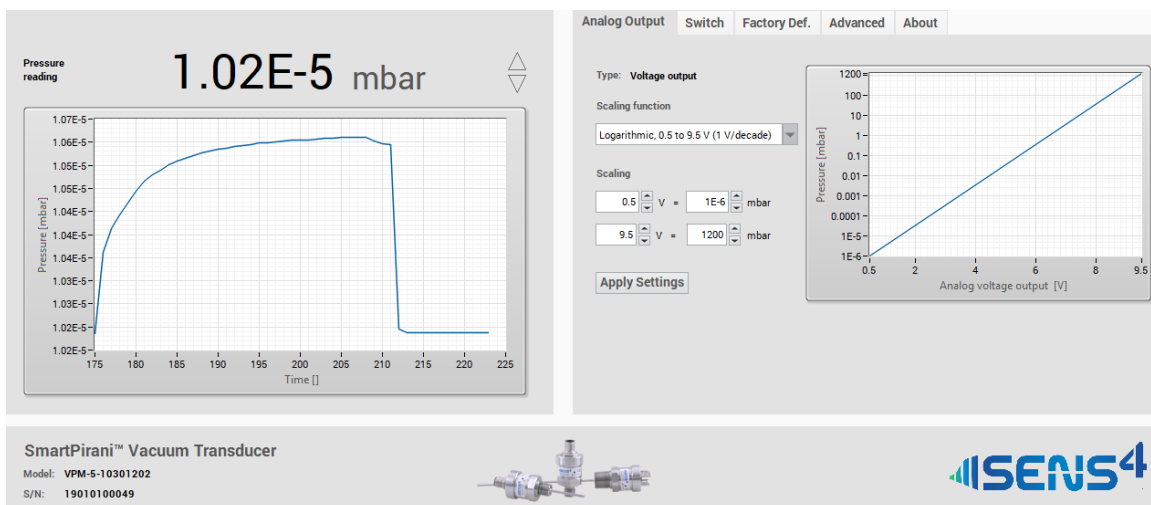 Pressure
reading
1.02E-5 mbar
1.07E-5
1.06E-5
1.06E-5
1.05E-5
1.05E-5
1.04E-5
1.04E-5
1.03E-5
1.03E-5
1.02E-5
1.02E-5
Pressure [mbar]
175 180 185 190 195 200 205 210 215 220 225
Time []
Analog Output Switch Factory Def. Advanced About
Type: Voltage output
Scaling function
Logarithmic, 0.5 to 9.5 V (1 V/decade)
Scaling
0.5 V = 1E-6 mbar
9.5 V = 1200 mbar
Apply Settings
1200
100
10
1
0.1
0.01
0.001
0.0001
1E-5
1E-6
Pressure [mbar]
0.5 2 4 6 8 9.5
Analog voltage output [V]
SmartPirani™ Vacuum Transducer
Model: VPM-5-10301202
S/N: 19010100049
SENS4